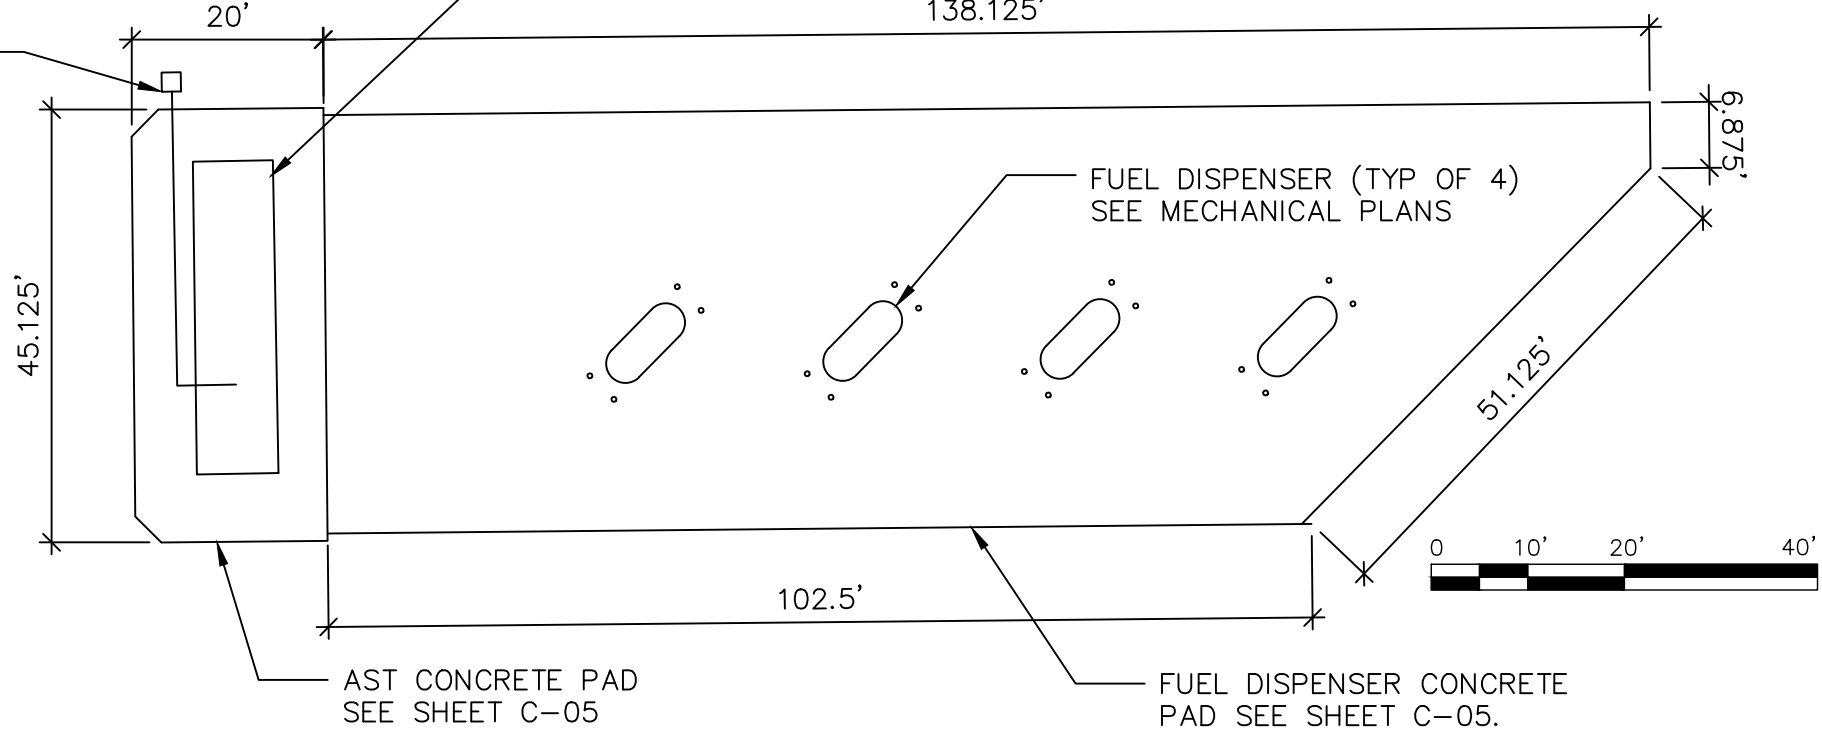 20'
138.125'
6.875'
FUEL DISPENSER (TYP OF 4)
SEE MECHANICAL PLANS
45.125'
51.125'
0 10' 20' 40'
102.5'
AST CONCRETE PAD
SEE SHEET C-05
FUEL DISPENSER CONCRETE
PAD SEE SHEET C-05.